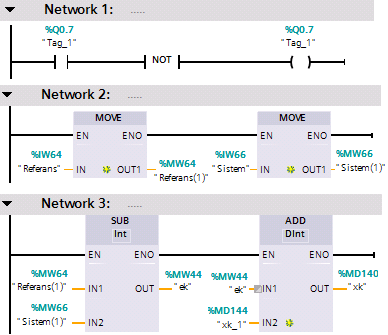 Network 1: .....
%Q0.7 %Q0.7
"Tag_1" "Tag_1"
NOT
Network 2: .....
MOVE MOVE
EN ENO EN ENO
%IW64 %MW64 %IW66 %MW66
"Referans" IN OUT1 "Referans(1)" "Sistem" IN OUT1 "Sistem(1)"
Network 3: .....
SUB ADD
Int DInt
EN ENO EN ENO
%MW64 %MW44 %MW44 %MD140
"Referans(1)" IN1 OUT "ek" "ek" IN1 OUT "xk"
%MW66 %MD144
"Sistem(1)" IN2 "xk_1" IN2